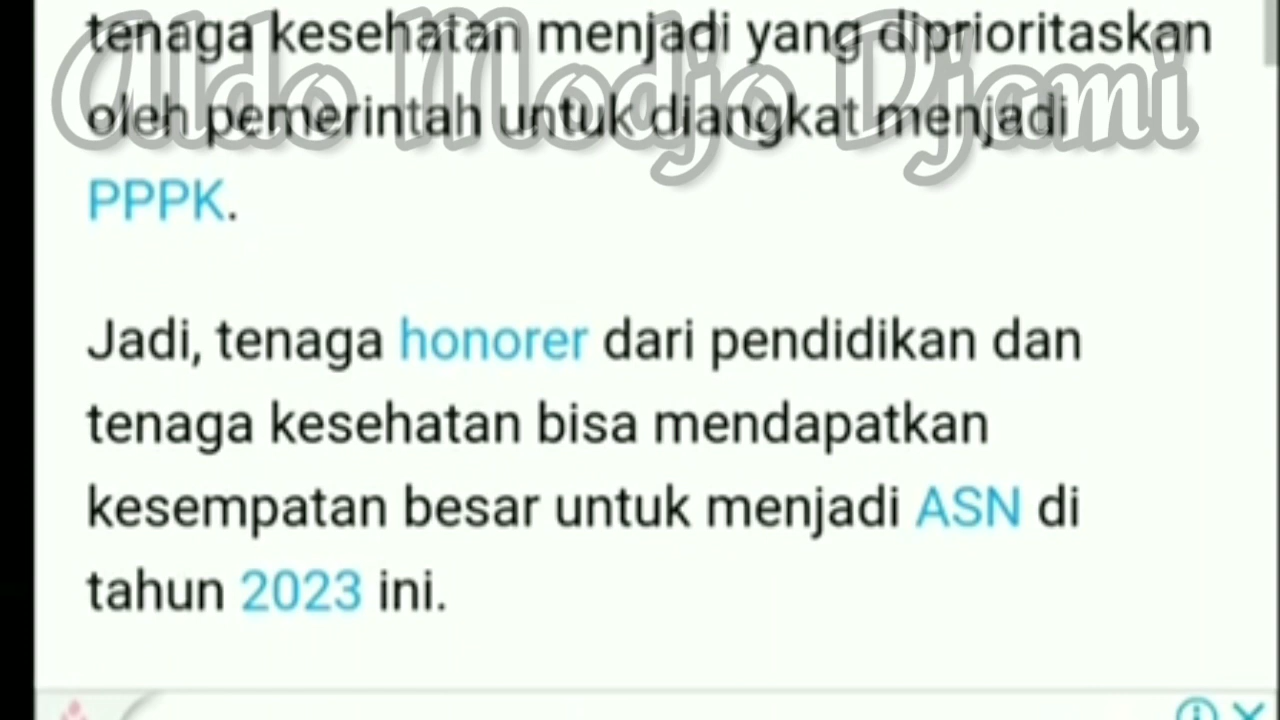 tenaga kesehatan menjadi yang diprioritaskan
Aldo Modjo Djami
oleh pemerintah untuk diangkat menjadi
PPPK.
Jadi, tenaga honorer dari pendidikan dan
tenaga kesehatan bisa mendapatkan
kesempatan besar untuk menjadi ASN di
tahun 2023 ini.